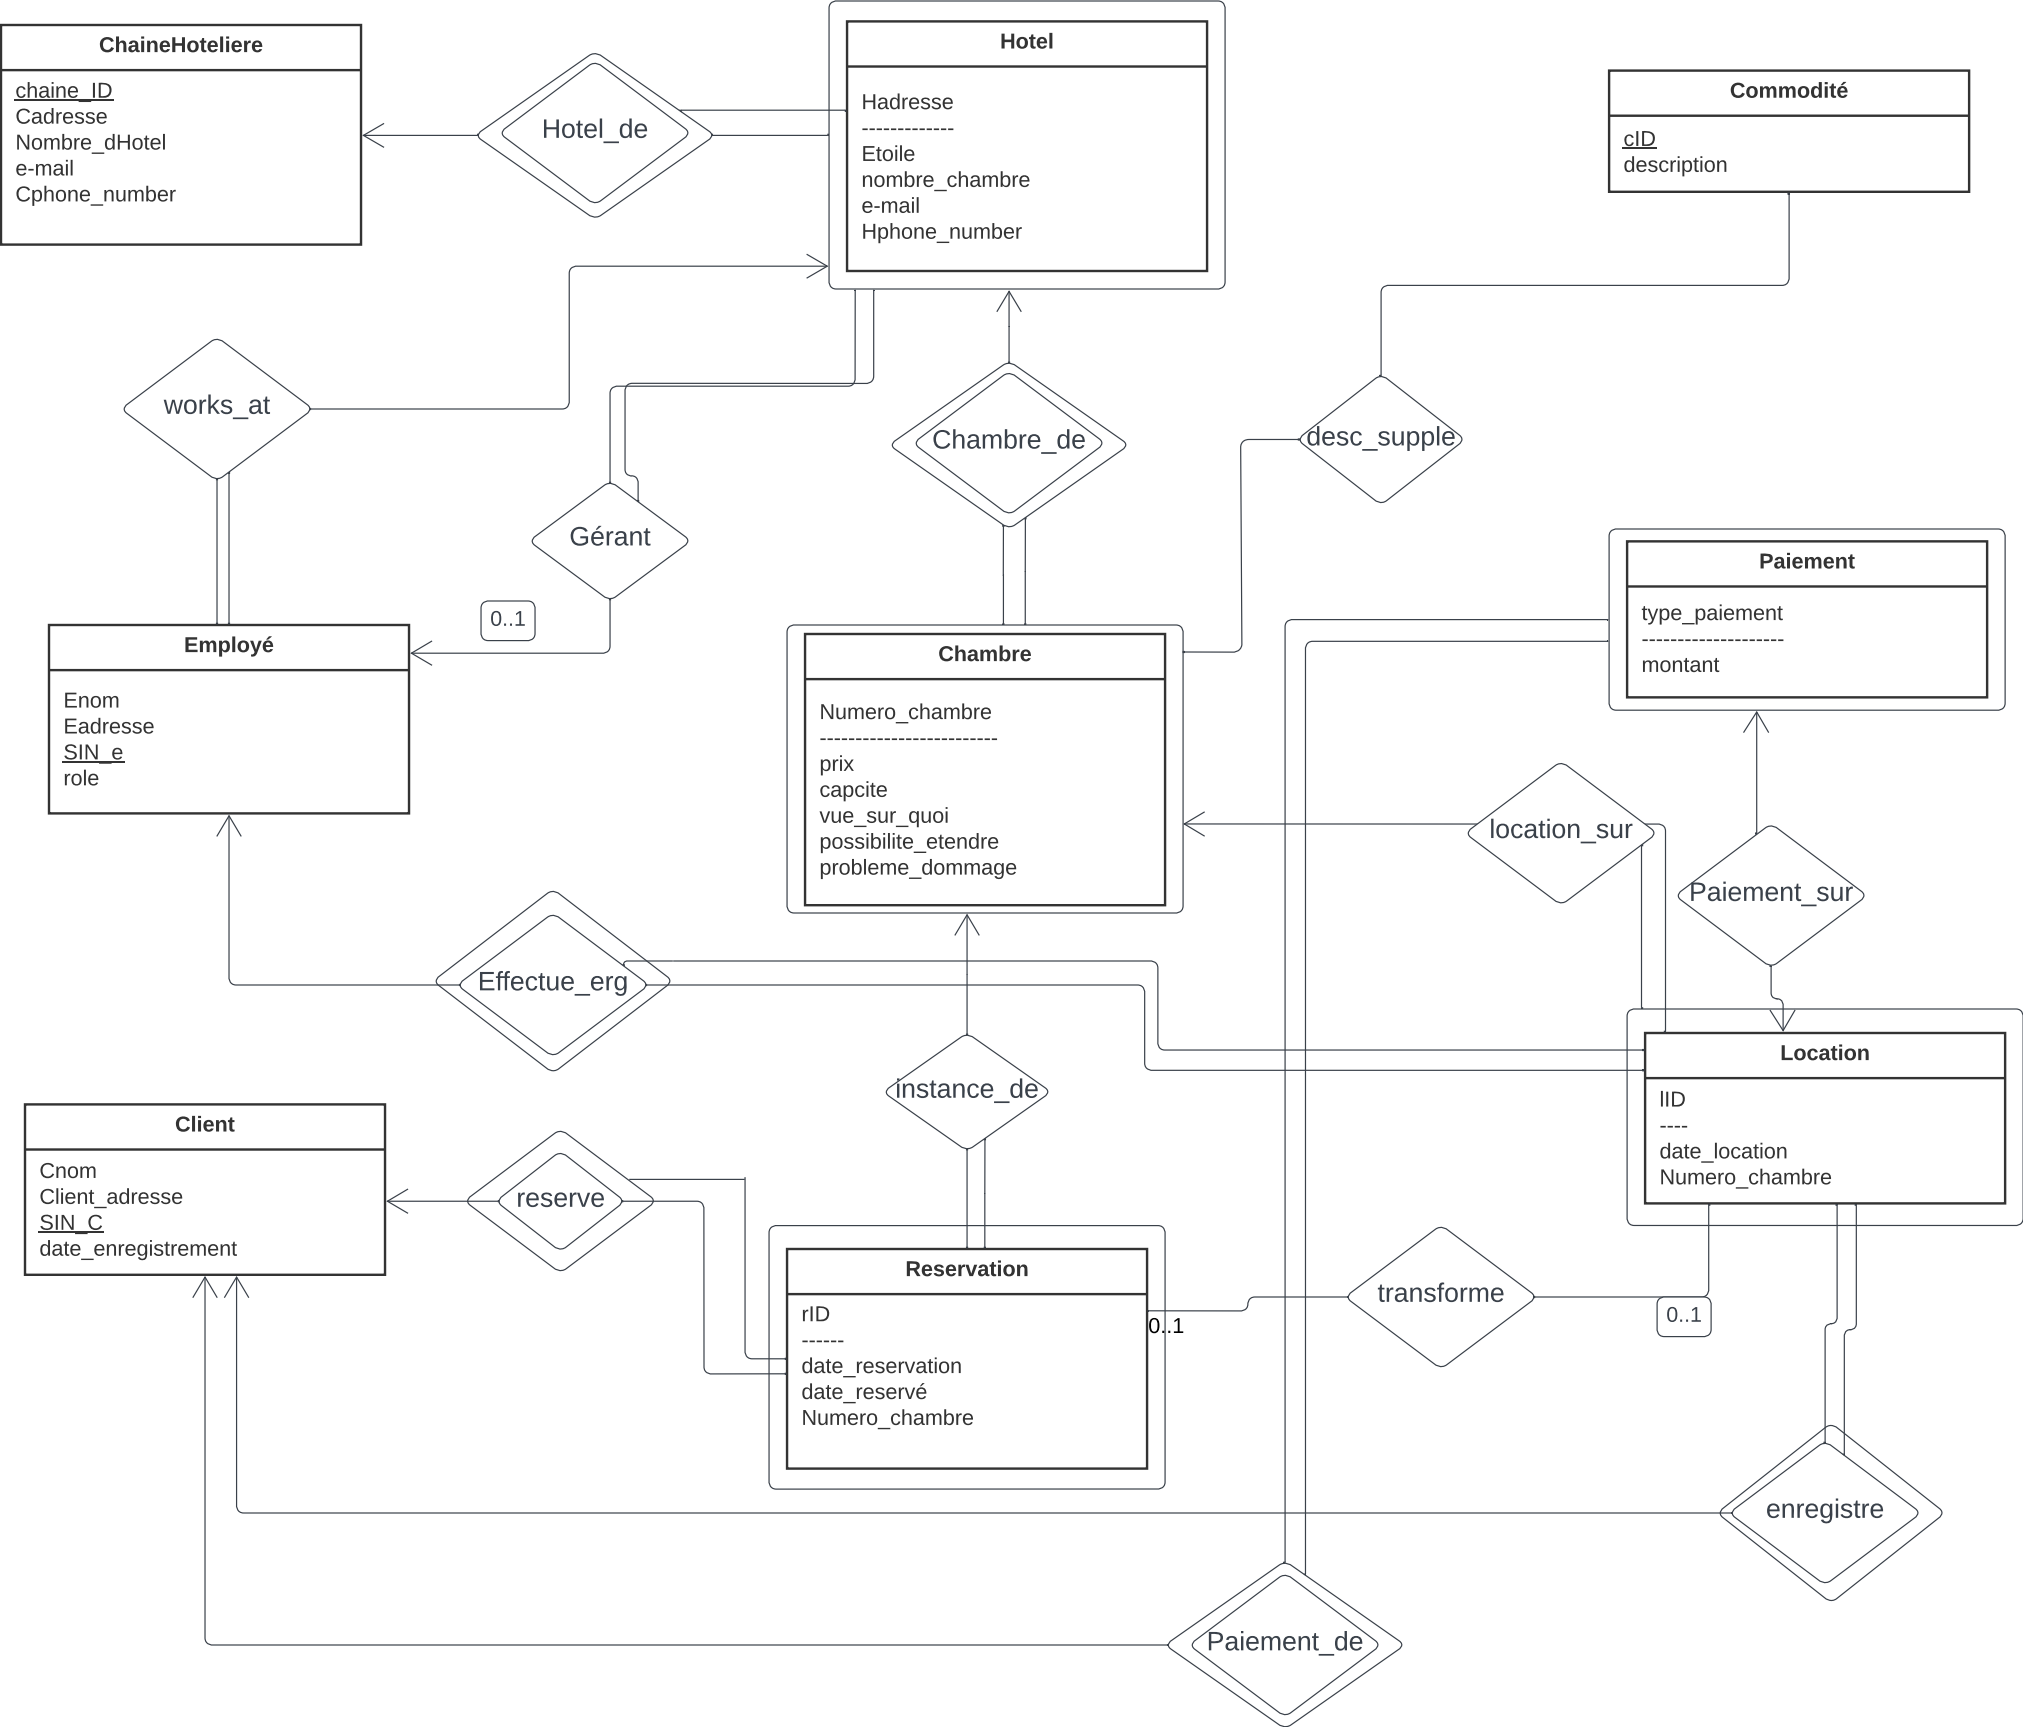 ChaineHoteliere
chaine_ID
Cadresse
Nombre_dHotel
e-mail
Cphone_number
Hotel_de
Hotel
Hadresse
-------------
Etoile
nombre_chambre
e-mail
Hphone_number
Commodité
cID
description
works_at
Gérant
0..1
Chambre_de
desc_supple
Employé
Enom
Eadresse
SIN_e
role
Chambre
Numero_chambre
-------------------------
prix
capcite
vue_sur_quoi
possibilite_etendre
probleme_dommage
Paiement
type_paiement
--------------------
montant
location_sur
Paiement_sur
Effectue_erg
instance_de
Location
lID
----
date_location
Numero_chambre
Client
Cnom
Client_adresse
SIN_C
date_enregistrement
reserve
Reservation
rID
------
date_reservation
date_reservé
Numero_chambre
0..1
transforme
0..1
enregistre
Paiement_de